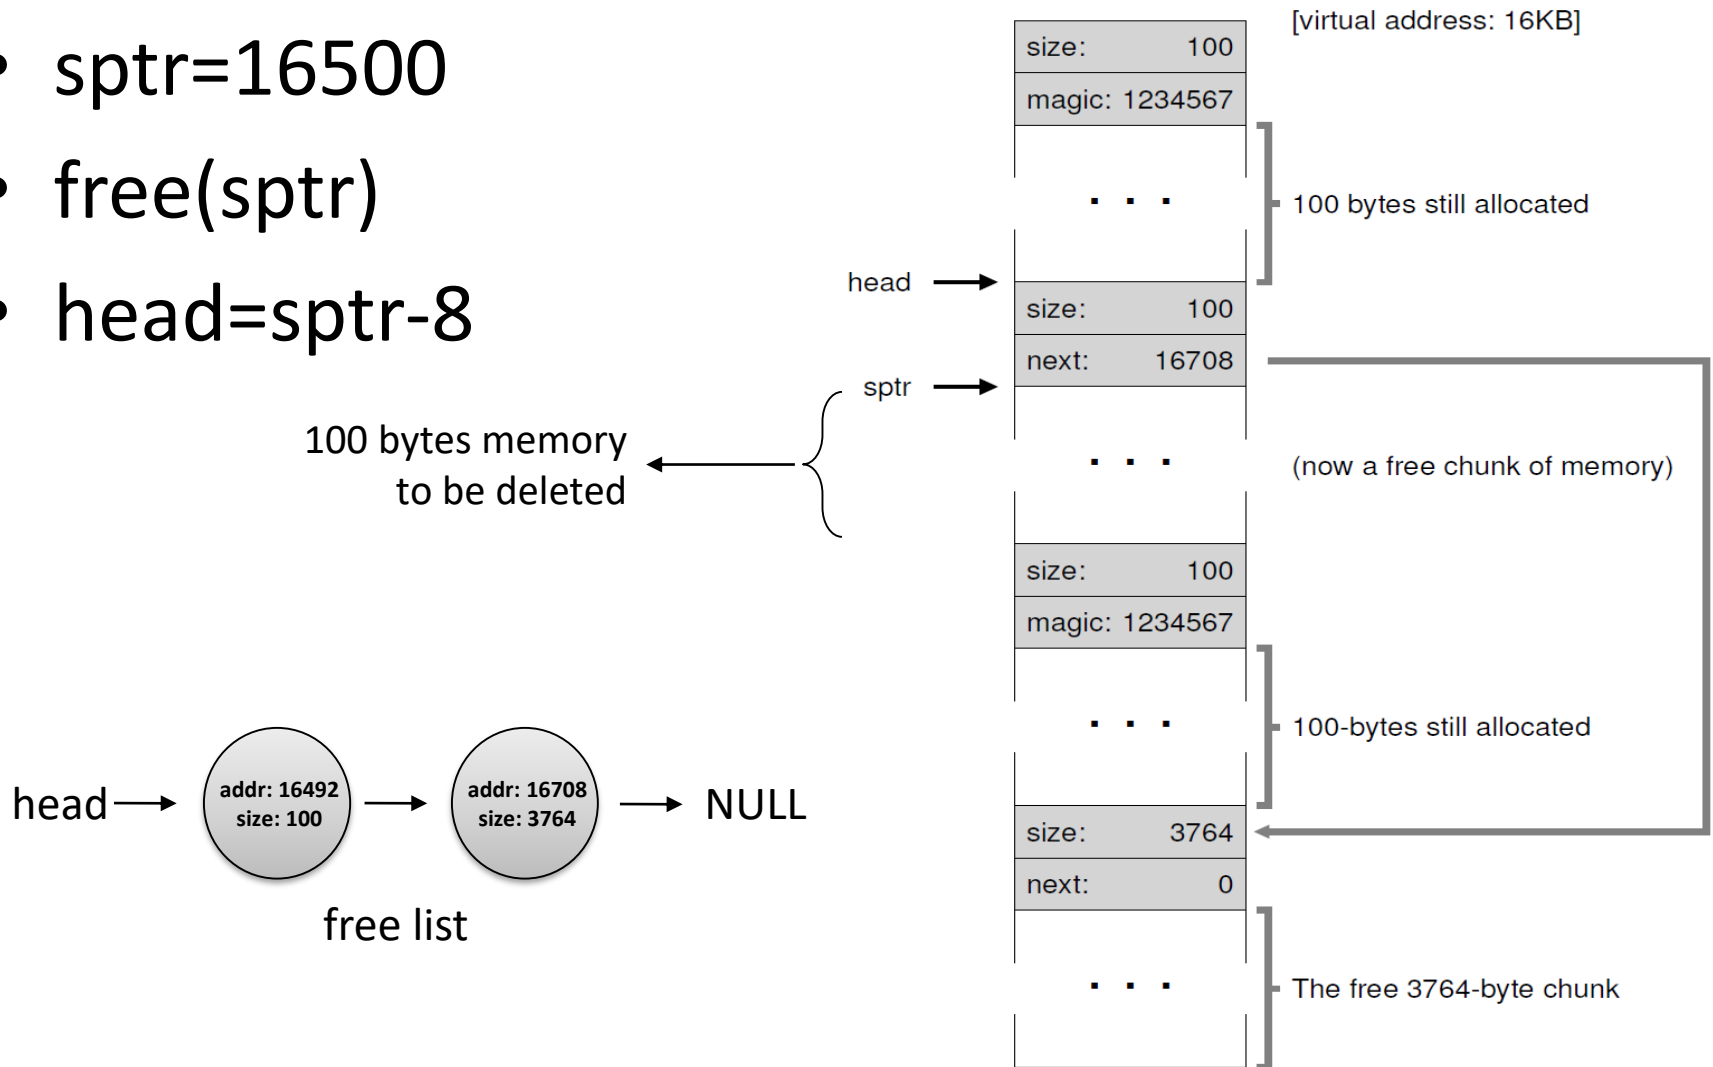 • sptr=16500
• free(sptr)
• head=sptr-8
100 bytes memory
to be deleted
head
addr: 16492
size: 100
addr: 16708
size: 3764
NULL
free list
[virtual address: 16KB]
size: 100
magic: 1234567
. . .
100 bytes still allocated
head
size: 100
next: 16708
sptr
. . .
(now a free chunk of memory)
size: 100
magic: 1234567
. . .
100-bytes still allocated
size: 3764
next: 0
. . .
The free 3764-byte chunk